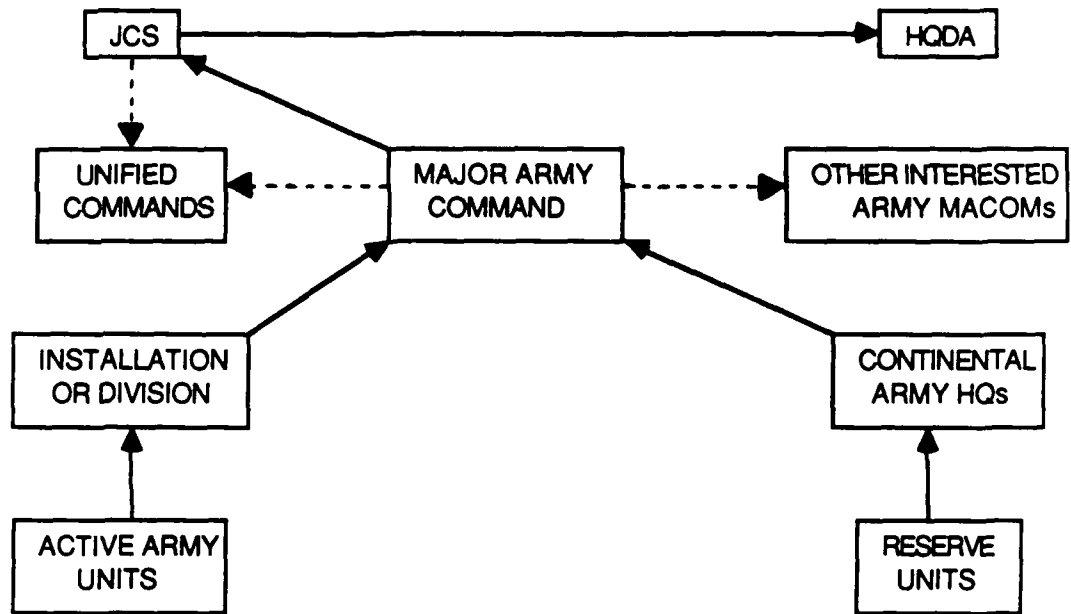 JCS
HQDA
UNIFIED
COMMANDS
MAJOR ARMY
COMMAND
OTHER INTERESTED
ARMY MACOMs
INSTALLATION
OR DIVISION
CONTINENTAL
ARMY HQs
ACTIVE ARMY
UNITS
RESERVE
UNITS